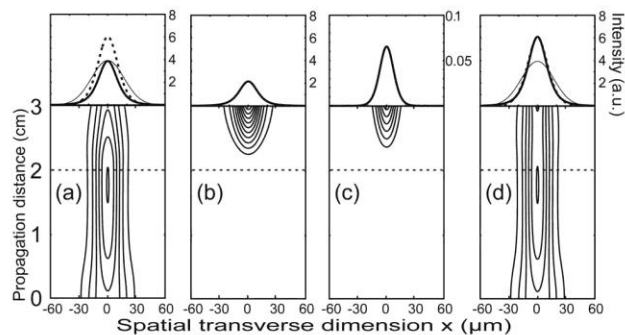 8 8 0.1 8
6 6 6
4 4 0.05 4
2 2 2
Intensity (a.u.)
3
2
1
0
Propagation distance (cm)
(a) (b) (c) (d)
-60 -30 0 30 60 -60 -30 0 30 60 -60 -30 0 30 60 -60 -30 0 30 60
Spatial transverse dimension x (μm)